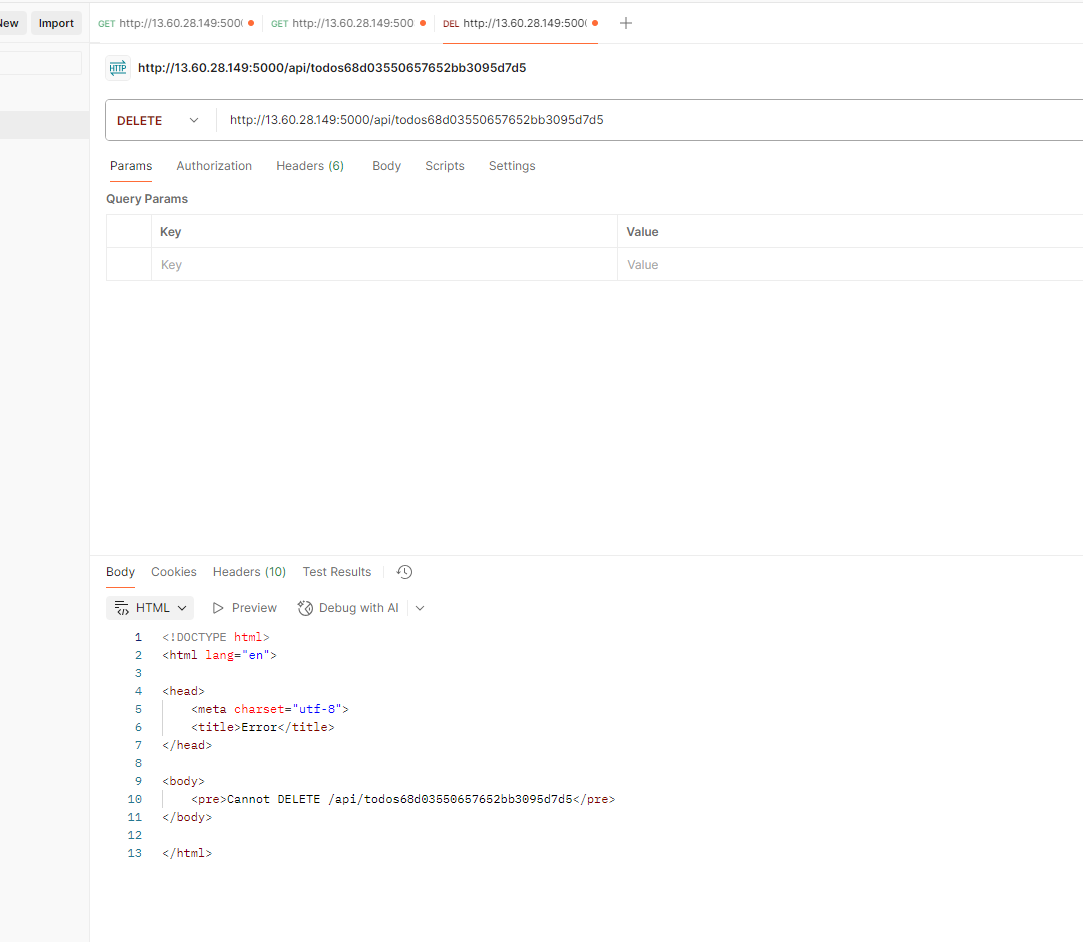 New Import GET http://13.60.28.149:500 GET http://13.60.28.149:500 DEL http://13.60.28.149:500
HTTP http://13.60.28.149:5000/api/todos68d03550657652bb3095d7d5
DELETE http://13.60.28.149:5000/api/todos68d03550657652bb3095d7d5
Params Authorization Headers (6) Body Scripts Settings
Query Params
Key Value
Key Value
Body Cookies Headers (10) Test Results
HTML Preview Debug with AI
1 <!DOCTYPE html>
2 <html lang="en">
3
4 <head>
5 <meta charset="utf-8">
6 <title>Error</title>
7 </head>
8
9 <body>
10 <pre>Cannot DELETE /api/todos68d03550657652bb3095d7d5</pre>
11 </body>
12
13 </html>